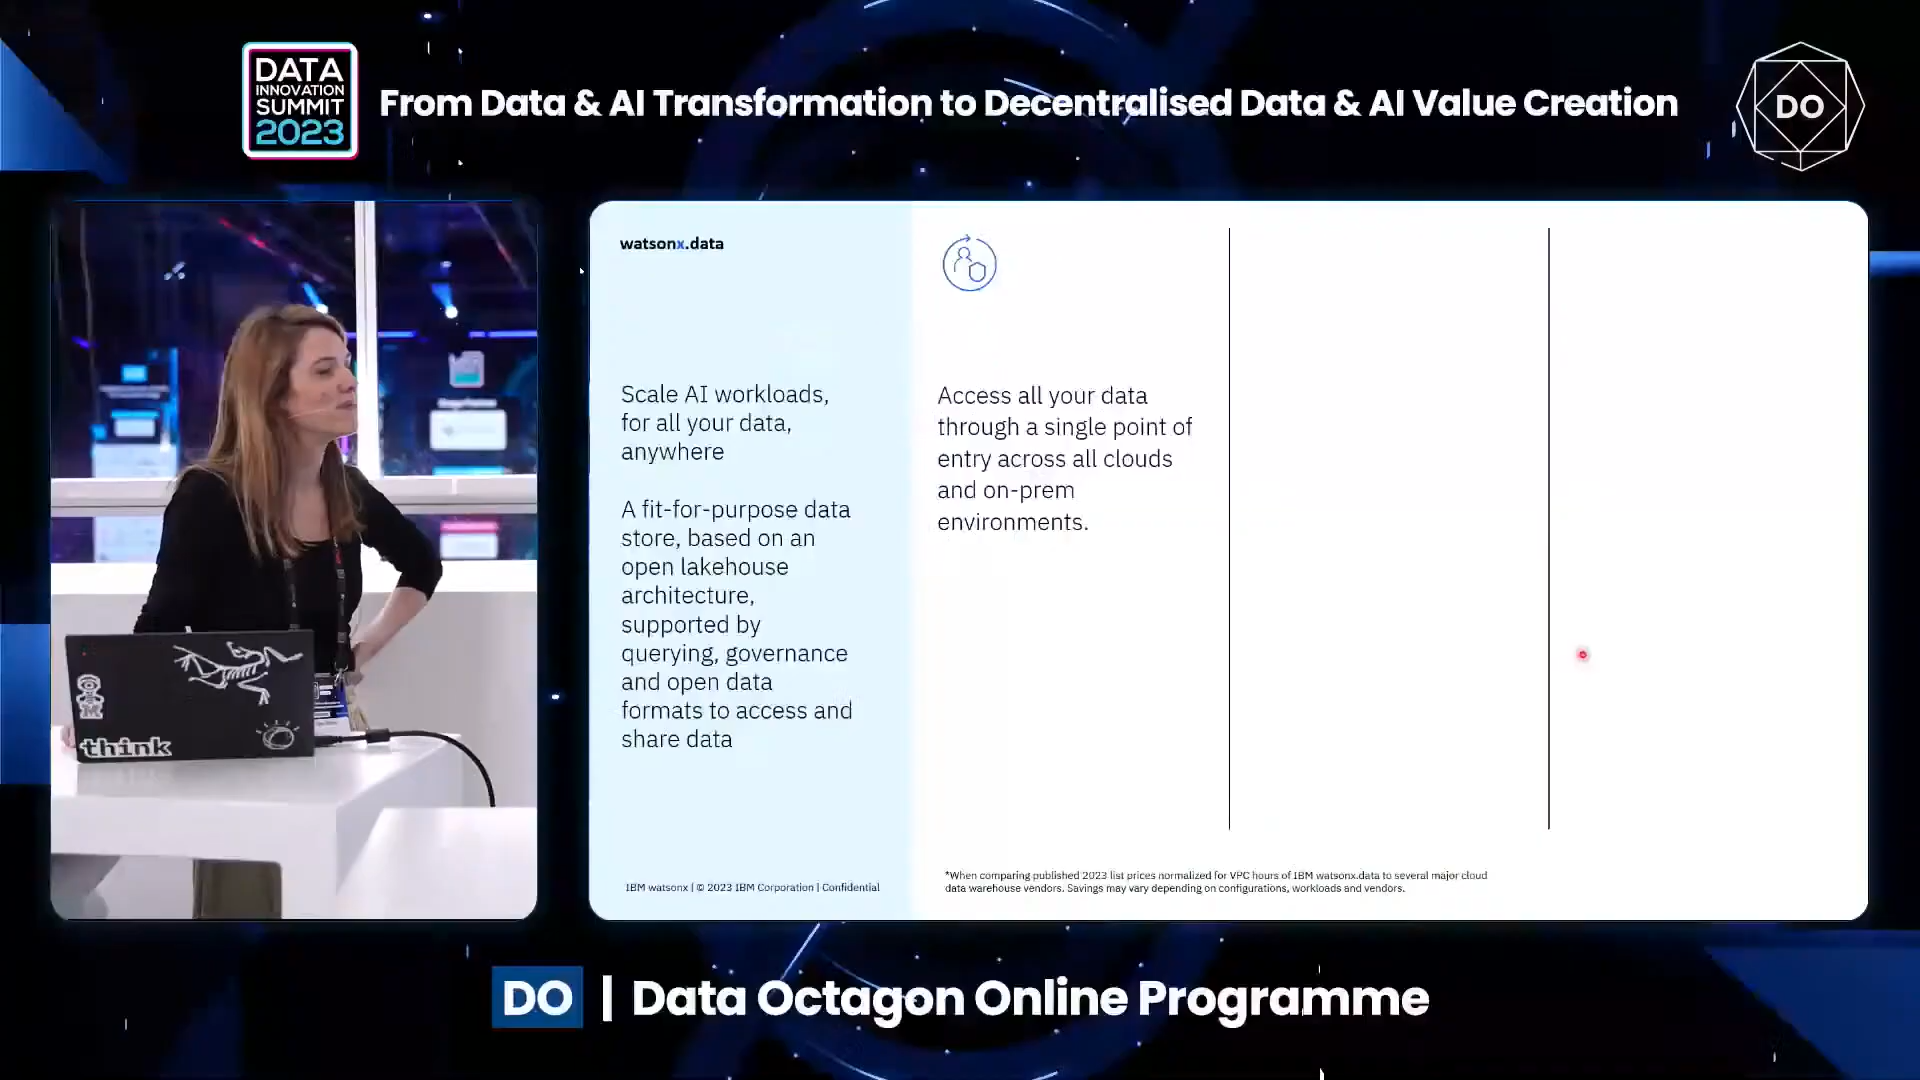 DATA
INNOVATION
SUMMIT
2023
From Data & AI Transformation to Decentralised Data & AI Value Creation
DO
watsonx.data
Scale AI workloads,
for all your data,
anywhere
A fit-for-purpose data
store, based on an
open lakehouse
architecture,
supported by
querying, governance
and open data
formats to access and
share data
IBM watsonx | © 2023 IBM Corporation | Confidential
Access all your data
through a single point of
entry across all clouds
and on-prem
environments.
*When comparing published 2023 list prices normalized for VPC hours of IBM watsonx.data to several major cloud
data warehouse vendors. Savings may vary depending on configurations, workloads and vendors.
think
DO | Data Octagon Online Programme